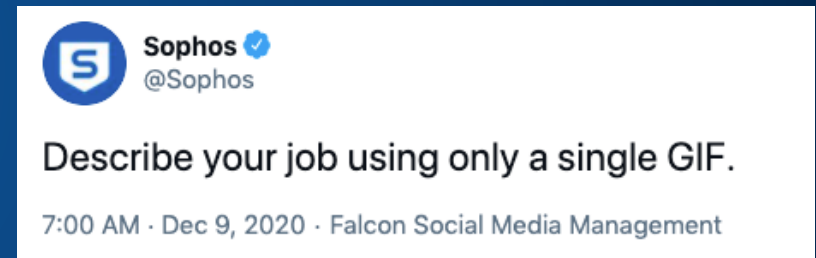 S
Sophos
@Sophos
Describe your job using only a single GIF.
7:00 AM · Dec 9, 2020 · Falcon Social Media Management